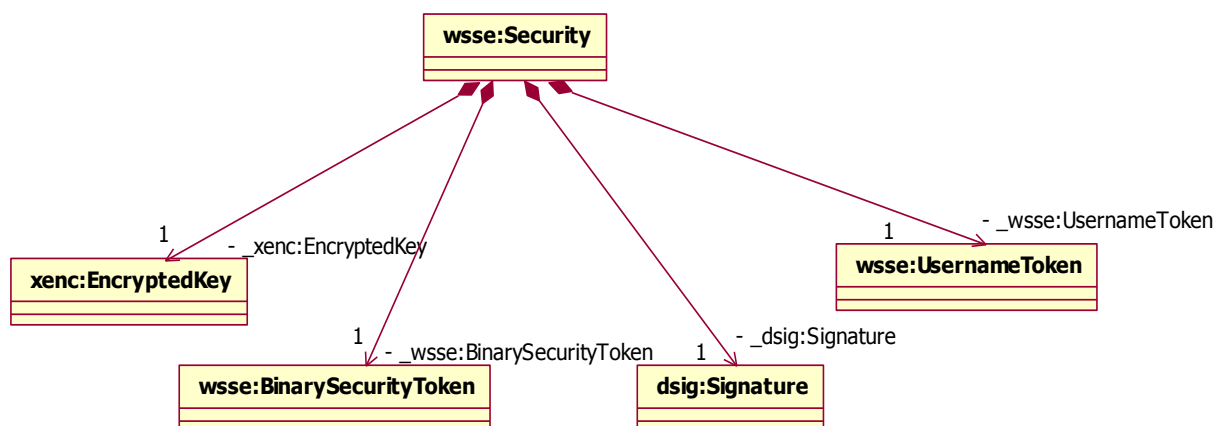 wsse:Security
1
- _xenc:EncryptedKey
xenc:EncryptedKey
1
- _wsse:UsernameToken
wsse:UsernameToken
1
- _wsse:BinarySecurityToken
wsse:BinarySecurityToken
1
- _dsig:Signature
dsig:Signature